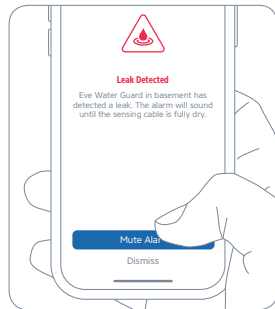 Leak Detected
Eve Water Guard in basement has
detected a leak. The alarm will sound
until the sensing cable is fully dry.
Mute
Dismiss